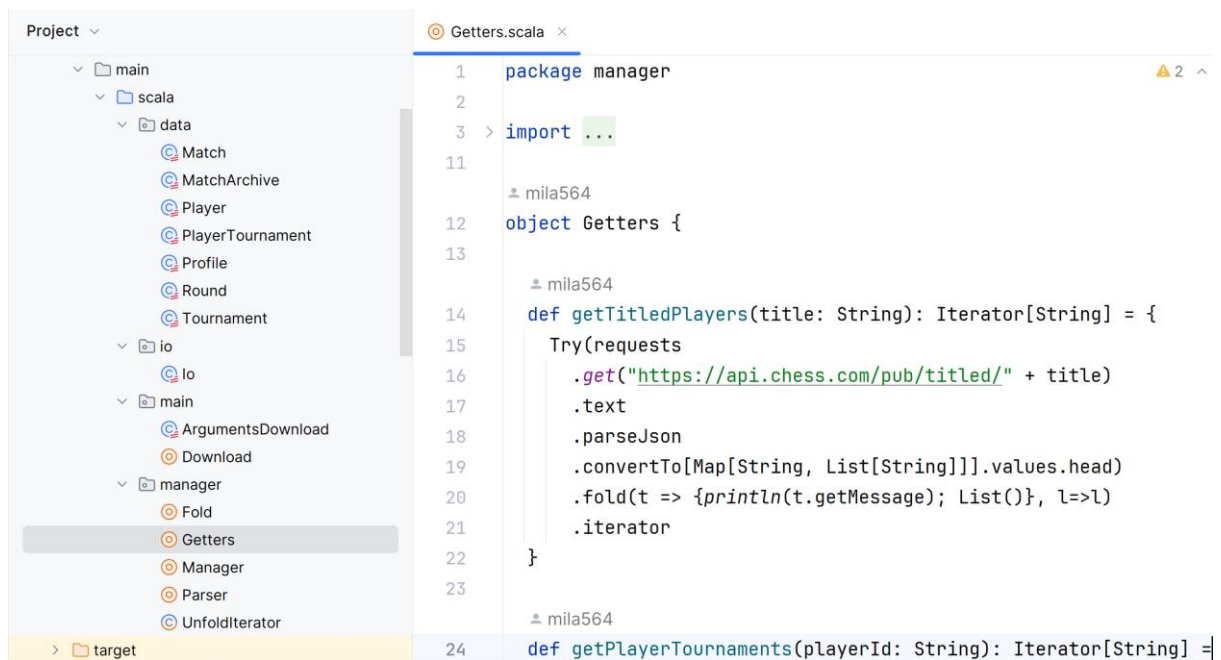 Project
main
scala
data
Match
MatchArchive
Player
PlayerTournament
Profile
Round
Tournament
io
Io
main
ArgumentsDownload
Download
manager
Fold
Getters
Manager
Parser
UnfoldIterator
target
Getters.scala
2
1 package manager
2
3 import ...
11
mila564
12 object Getters {
13
mila564
14 def getTitledPlayers(title: String): Iterator[String] = {
15 Try(requests
16 .get("https://api.chess.com/pub/titled/" + title)
17 .text
18 .parseJson
19 .convertTo[Map[String, List[String]]].values.head)
20 .fold(t => {println(t.getMessage); List()}, l=>l)
21 .iterator
22 }
23
mila564
24 def getPlayerTournaments(playerId: String): Iterator[String] =